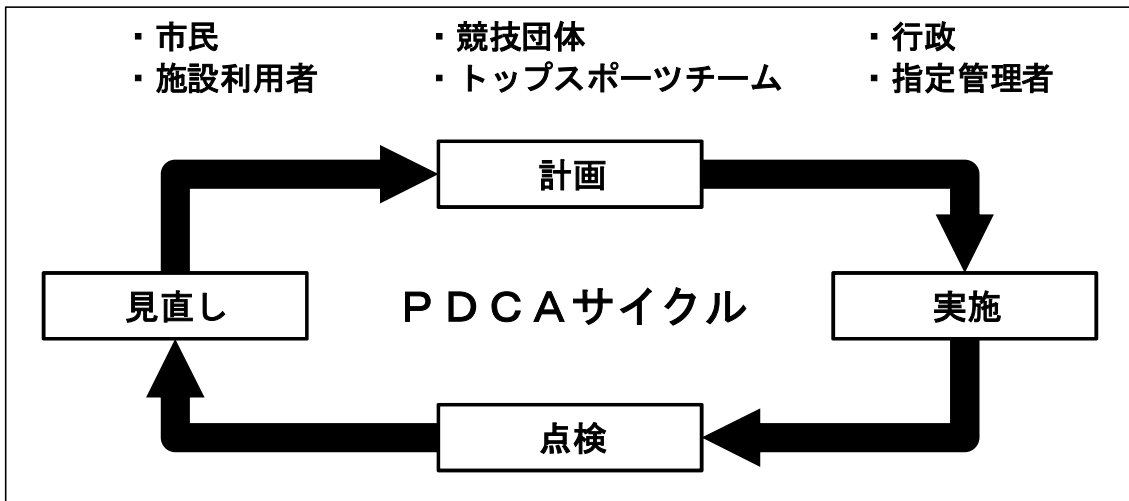 ・市民 ・競技団体 ・行政
・施設利用者 ・トップスポーツチーム ・指定管理者
計画
見直し ＰＤＣＡサイクル 実施
点検